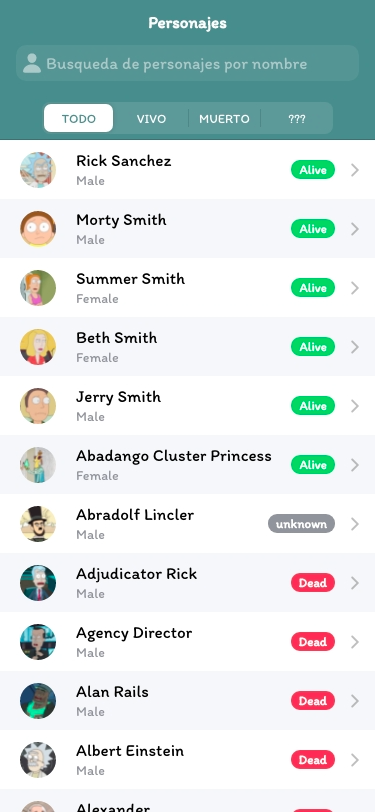 Personajes
Busqueda de personajes por nombre
TODO VIVO MUERTO ???
Rick Sanchez
Male
Alive
Morty Smith
Male
Alive
Summer Smith
Female
Alive
Beth Smith
Female
Alive
Jerry Smith
Male
Alive
Abadango Cluster Princess
Female
Alive
Abradolf Lincler
Male
unknown
Adjudicator Rick
Male
Dead
Agency Director
Male
Dead
Alan Rails
Male
Dead
Albert Einstein
Male
Dead
Alexander